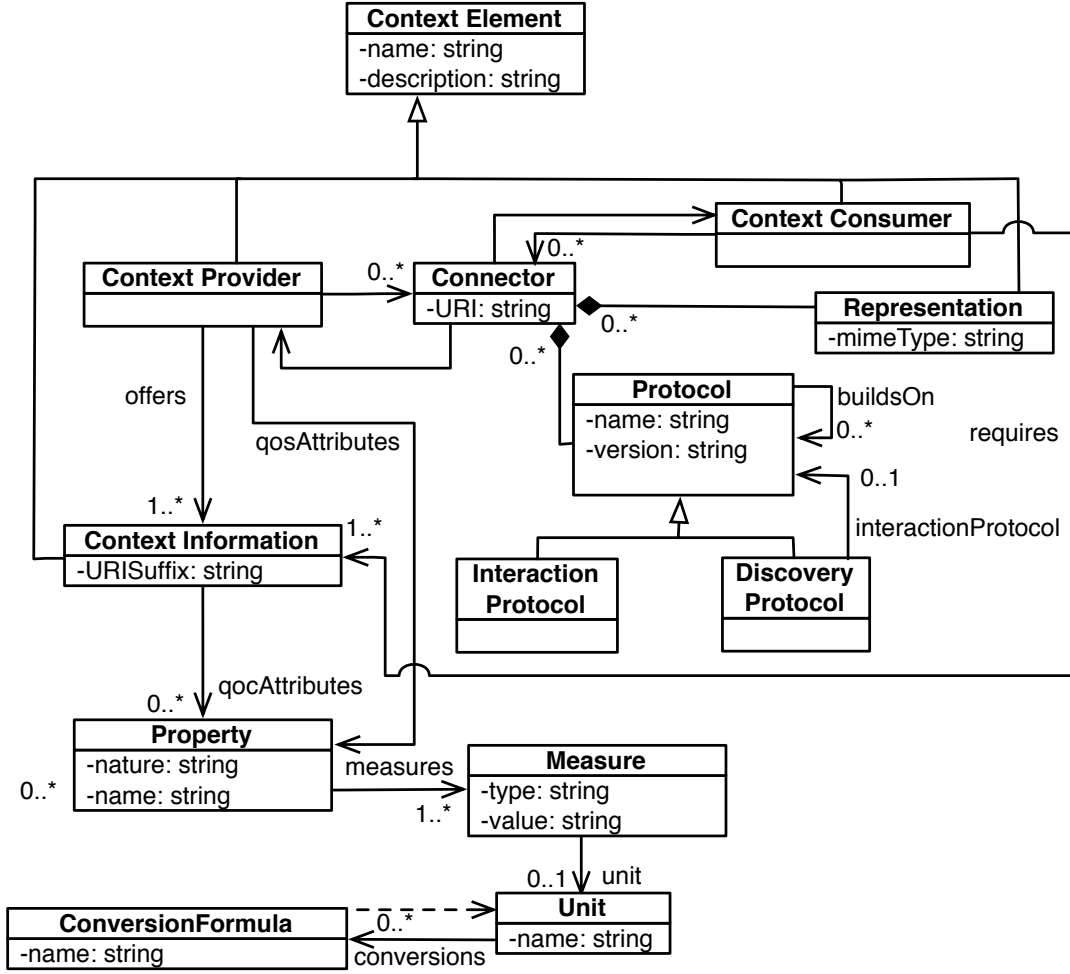 Context Element
-name: string
-description: string
Context Consumer
0..*
Context Provider
0..*
Connector
-URI: string
0..*
Representation
-mimeType: string
0..*
offers
qosAttributes
Protocol
-name: string
-version: string
buildsOn
0..*
requires
0..1
interactionProtocol
1..*
1..*
Context Information
-URISuffix: string
Interaction
Protocol
Discovery
Protocol
qocAttributes
0..*
Property
-nature: string
-name: string
0..*
measures
1..*
Measure
-type: string
-value: string
0..1
unit
ConversionFormula
-name: string
0..*
conversions
Unit
-name: string